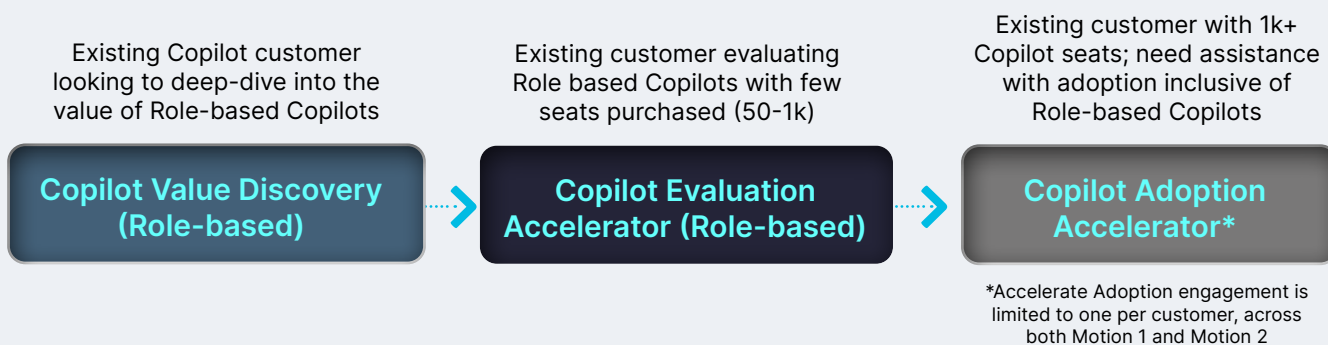 Existing Copilot customer
looking to deep-dive into the
value of Role-based Copilots
Copilot Value Discovery
(Role-based)
Existing customer evaluating
Role based Copilots with few
seats purchased (50-1k)
Copilot Evaluation
Accelerator (Role-based)
Existing customer with 1k+
Copilot seats; need assistance
with adoption inclusive of
Role-based Copilots
Copilot Adoption
Accelerator*
*Accelerate Adoption engagement is
limited to one per customer, across
both Motion 1 and Motion 2